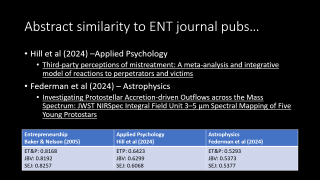 Abstract similarity to ENT journal pubs…
• Hill et al (2024) –Applied Psychology
• Third-party perceptions of mistreatment: A meta-analysis and integrative
model of reactions to perpetrators and victims
• Federman et al (2024) – Astrophysics
• Investigating Protostellar Accretion-driven Outflows across the Mass
Spectrum: JWST NIRSpec Integral Field Unit 3–5 μm Spectral Mapping of Five
Young Protostars
Entrepreneurship Applied Psychology Astrophysics
Baker & Nelson (2005) Hill et al (2024) Federman et al (2024)
ET&P: 0.8168 ETP: 0.6423 ET&P: 0.5293
JBV: 0.8192 JBV: 0.6299 JBV: 0.5373
SEJ: 0.8257 SEJ: 0.6068 SEJ: 0.5377